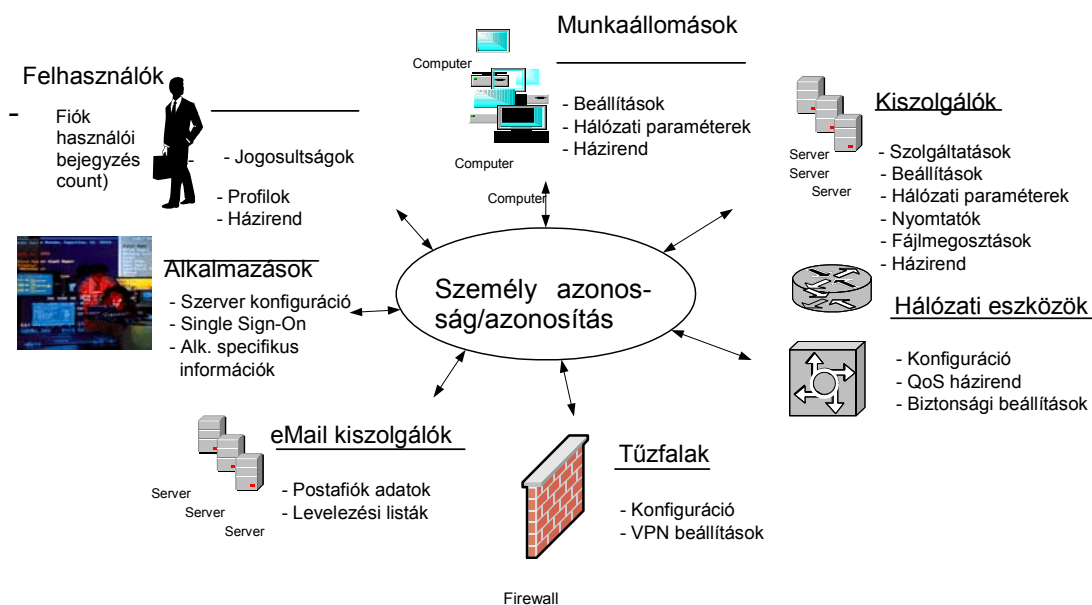 Munkaállomások
Computer
- Beállítások
- Hálózati paraméterek
- Házirend
Computer
Computer
Felhasználók
- Fiók
használói
bejegyzés
count)
- Jogosultságok
- Profilok
- Házirend
Kiszolgálók
Server
Server
Server
- Szolgáltatások
- Beállítások
- Hálózati paraméterek
- Nyomtatók
- Fájlmegosztások
- Házirend
Alkalmazások
- Szerver konfiguráció
- Single Sign-On
- Alk. specifikus
információk
Személy azonos-
ság/azonosítás
Hálózati eszközök
- Konfiguráció
- QoS házirend
- Biztonsági beállítások
eMail kiszolgálók
Server
Server
Server
- Postafiók adatok
- Levelezési listák
Tűzfalak
- Konfiguráció
- VPN beállítások
Firewall